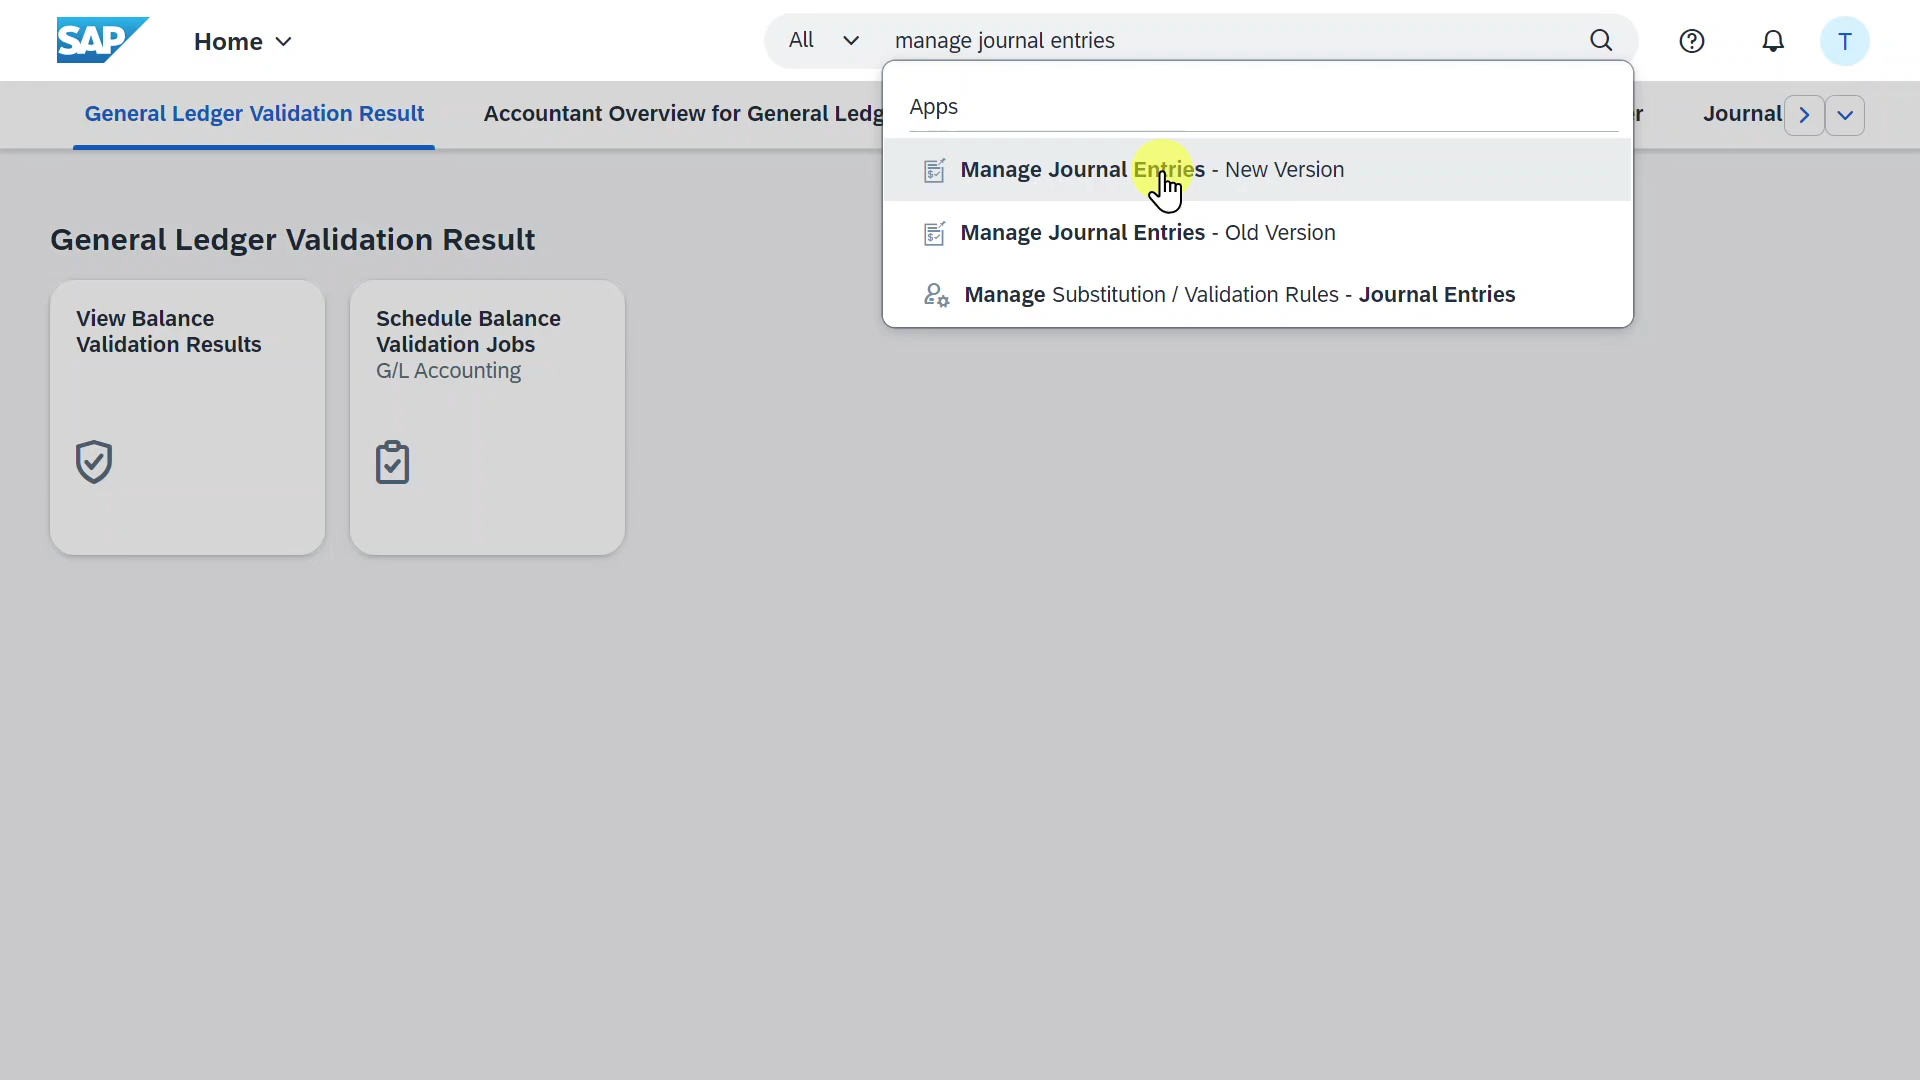 SAP
Home
All
manage journal entries
T
General Ledger Validation Result
Accountant Overview for General Ledg
r
Journal
Apps
Manage Journal Entries - New Version
Manage Journal Entries - Old Version
Manage Substitution / Validation Rules - Journal Entries
General Ledger Validation Result
View Balance
Validation Results
Schedule Balance
Validation Jobs
G/L Accounting